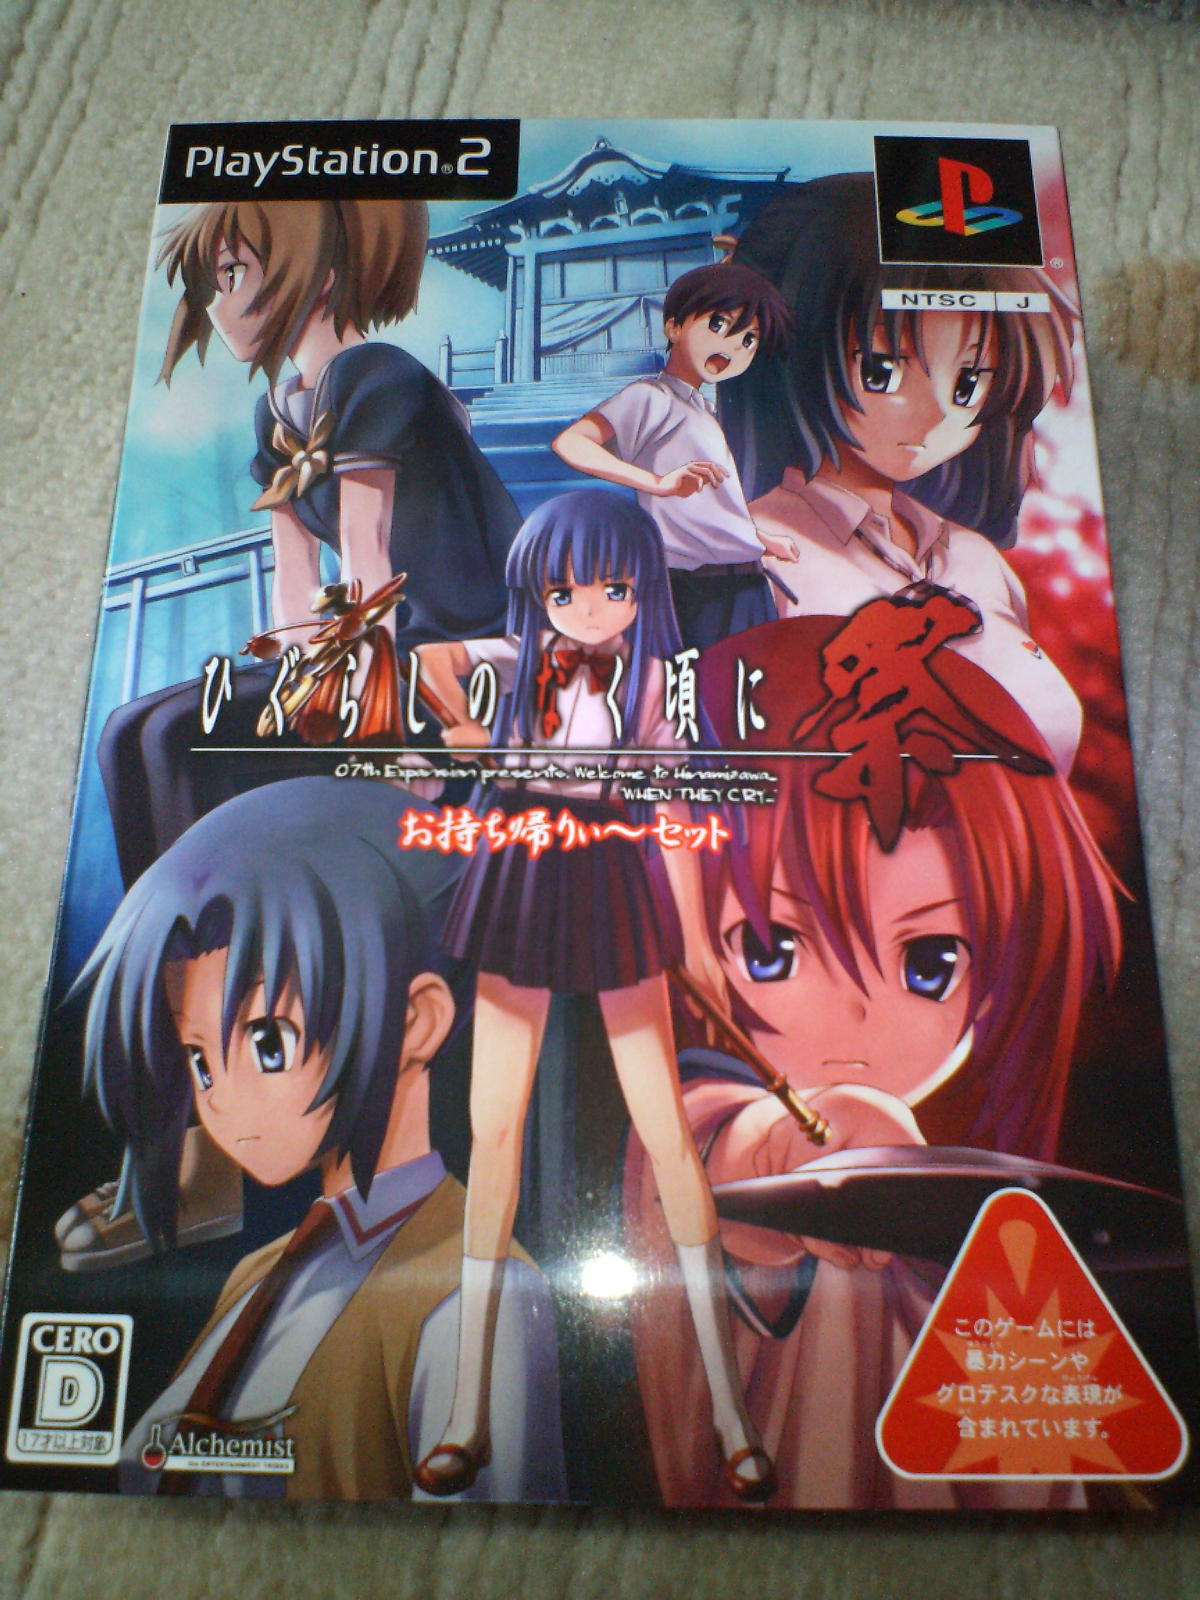 PlayStation®2
NTSC J
ひぐらしのなく頃に 祭
07th Expansion presents. Welcome to Hinamizawa...
WHEN THEY CRY...
お持ち帰りぃ〜セット
CERO
D
17才以上対象
Alchemist
このゲームには
暴力シーンや
グロテスクな表現が
含まれています。